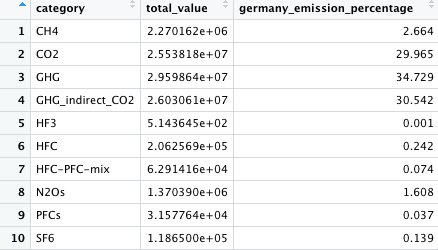 category total_value germany_emission_percentage
1 CH4 2.270162e+06 2.664
2 CO2 2.553818e+07 29.965
3 GHG 2.959864e+07 34.729
4 GHG_indirect_CO2 2.603061e+07 30.542
5 HF3 5.143645e+02 0.001
6 HFC 2.062569e+05 0.242
7 HFC-PFC-mix 6.291416e+04 0.074
8 N2Os 1.370390e+06 1.608
9 PFCs 3.157764e+04 0.037
10 SF6 1.186500e+05 0.139